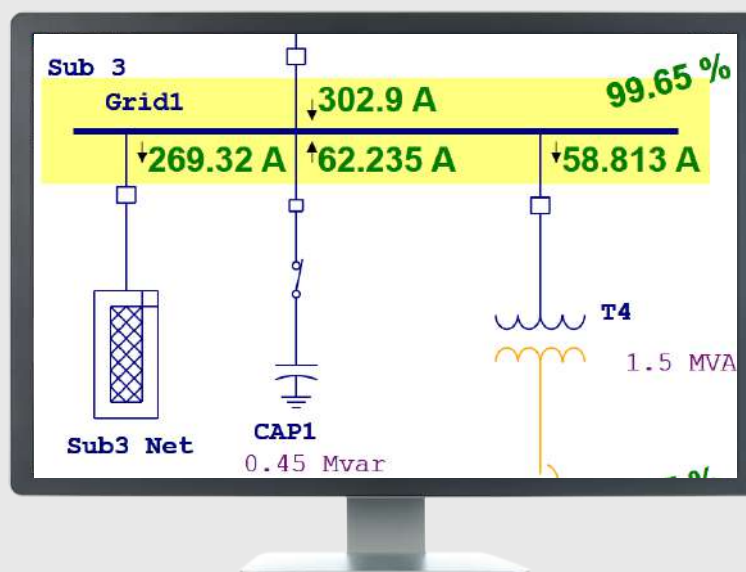 Sub 3
99.65 %
Grid1
302.9 A
269.32 A
62.235 A
58.813 A
T4
1.5 MVA
CAP1
Sub3 Net
0.45 Mvar
%